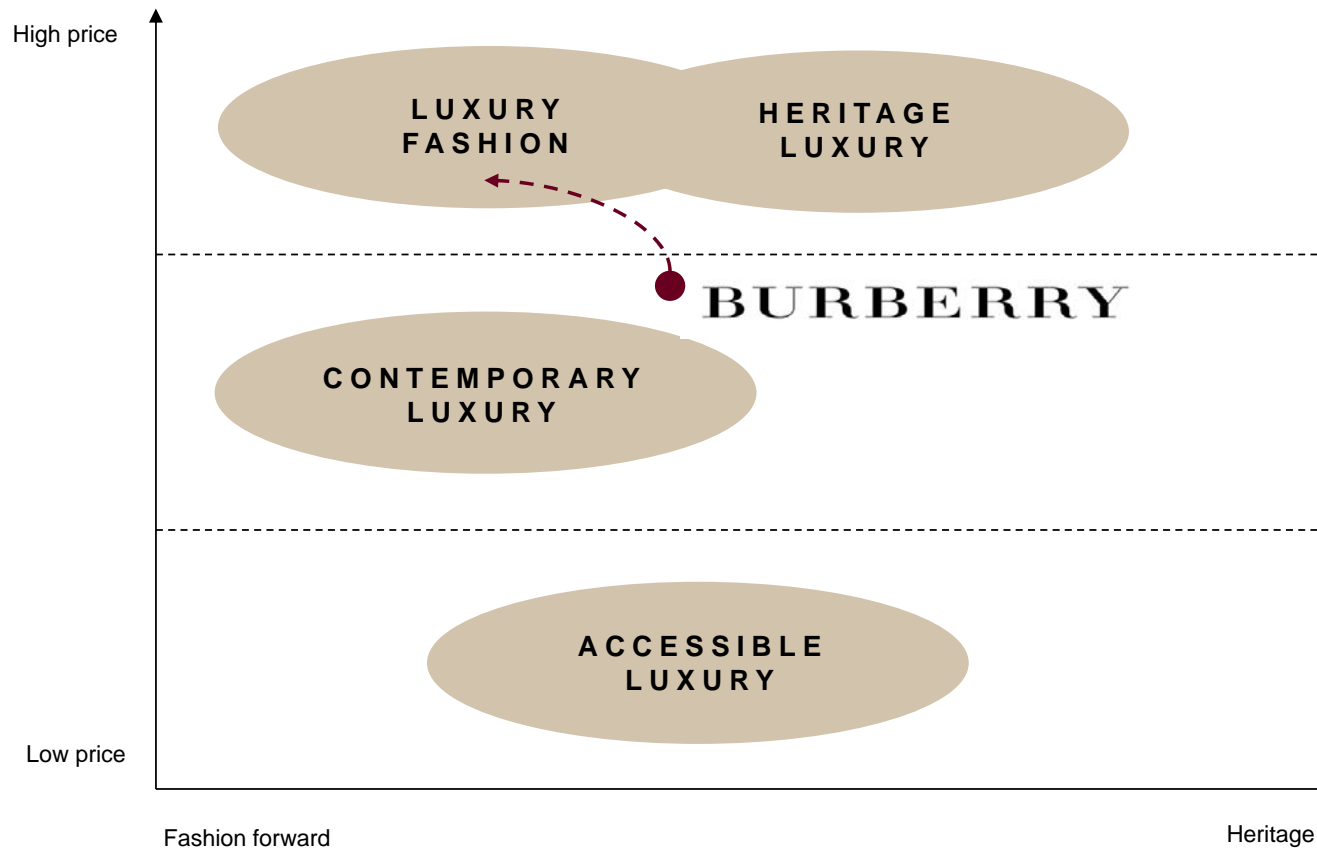 High price
LUXURY
FASHION
HERITAGE
LUXURY
BURBERRY
CONTEMPORARY
LUXURY
ACCESSIBLE
LUXURY
Low price
Fashion forward
Heritage